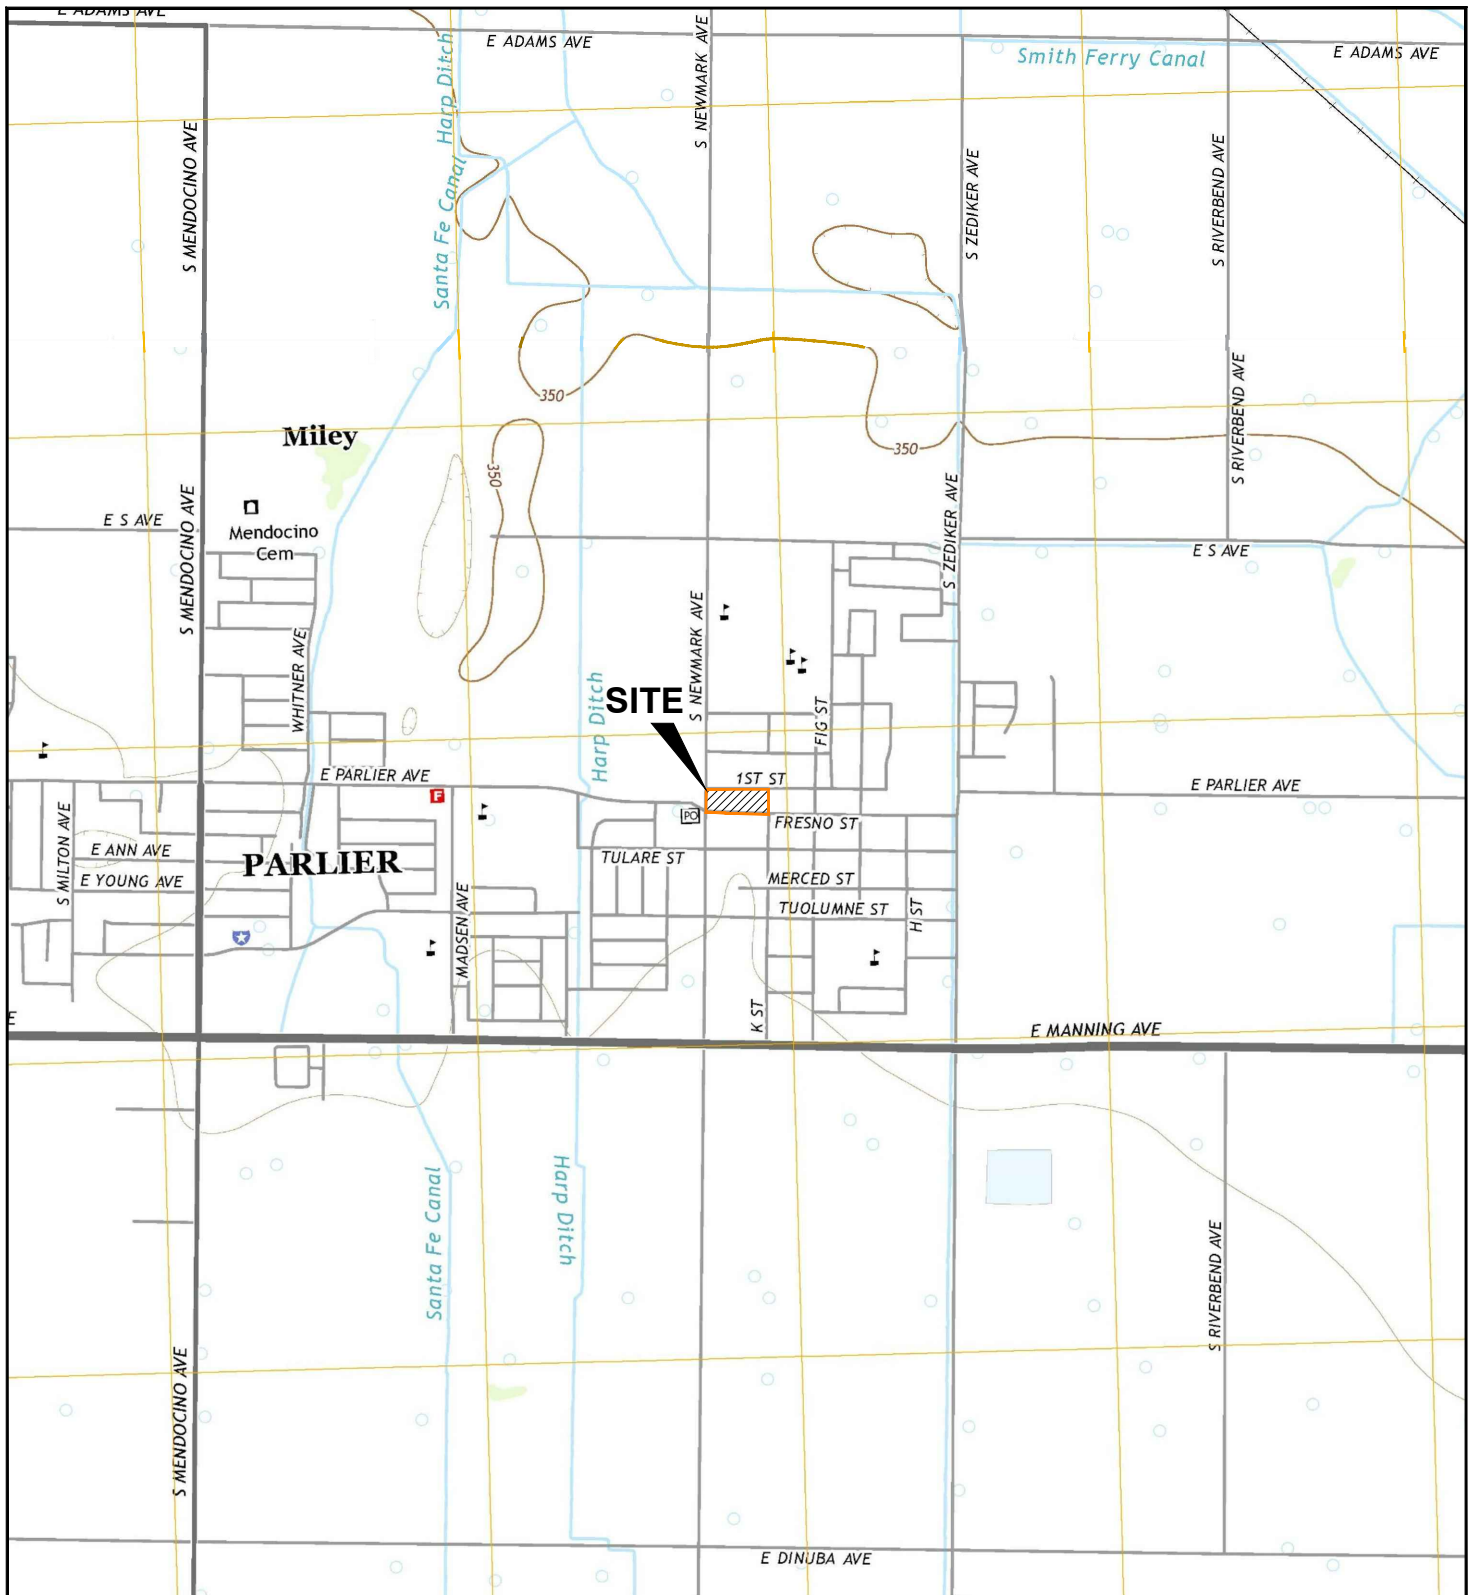 E ADAMS AVE
E ADAMS AVE
E ADAMS AVE
Smith Ferry Canal
Harp Ditch
S NEWMARK AVE
S MENDOCINO AVE
Santa Fe Canal
S ZEDIKER AVE
S RIVERBEND AVE
350
350
350
S RIVERBEND AVE
Miley
S MENDOCINO AVE
E S AVE
Mendocino
Cem
S ZEDIKER AVE
E S AVE
S NEWMARK AVE
WHITNER AVE
Harp Ditch
SITE
FIG ST
E PARLIER AVE
F
1ST ST
E PARLIER AVE
PO
FRESNO ST
S MILTON AVE
E ANN AVE
PARLIER
TULARE ST
E YOUNG AVE
MERCED ST
TUOLUMNE ST
H ST
MADSEN AVE
K ST
E
E MANNING AVE
Santa Fe Canal
Harp Ditch
S RIVERBEND AVE
S MENDOCINO AVE
E DINUBA AVE